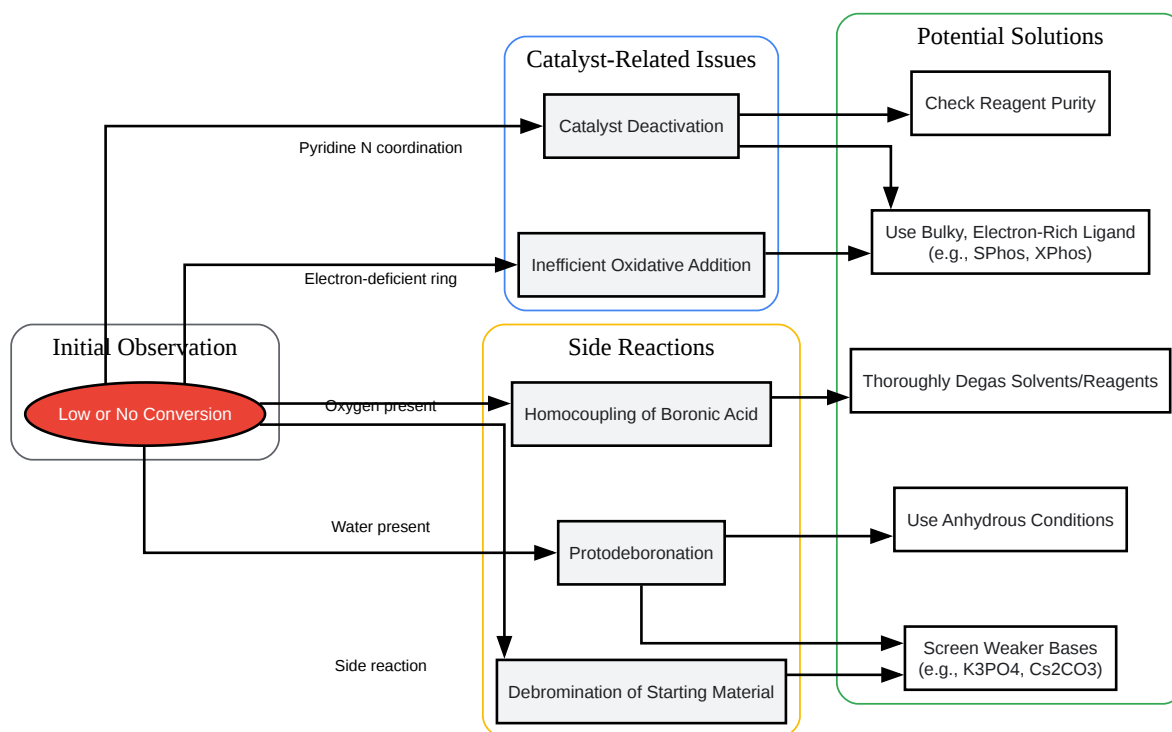 Potential Solutions
Catalyst-Related Issues
Check Reagent Purity
Catalyst Deactivation
Pyridine N coordination
Use Bulky, Electron-Rich Ligand
(e.g., SPhos, XPhos)
Inefficient Oxidative Addition
Electron-deficient ring
Initial Observation
Side Reactions
Thoroughly Degas Solvents/Reagents
Low or No Conversion
Oxygen present
Homocoupling of Boronic Acid
Use Anhydrous Conditions
Water present
Protodeboronation
Screen Weaker Bases
(e.g., K3PO4, Cs2CO3)
Side reaction
Debromination of Starting Material